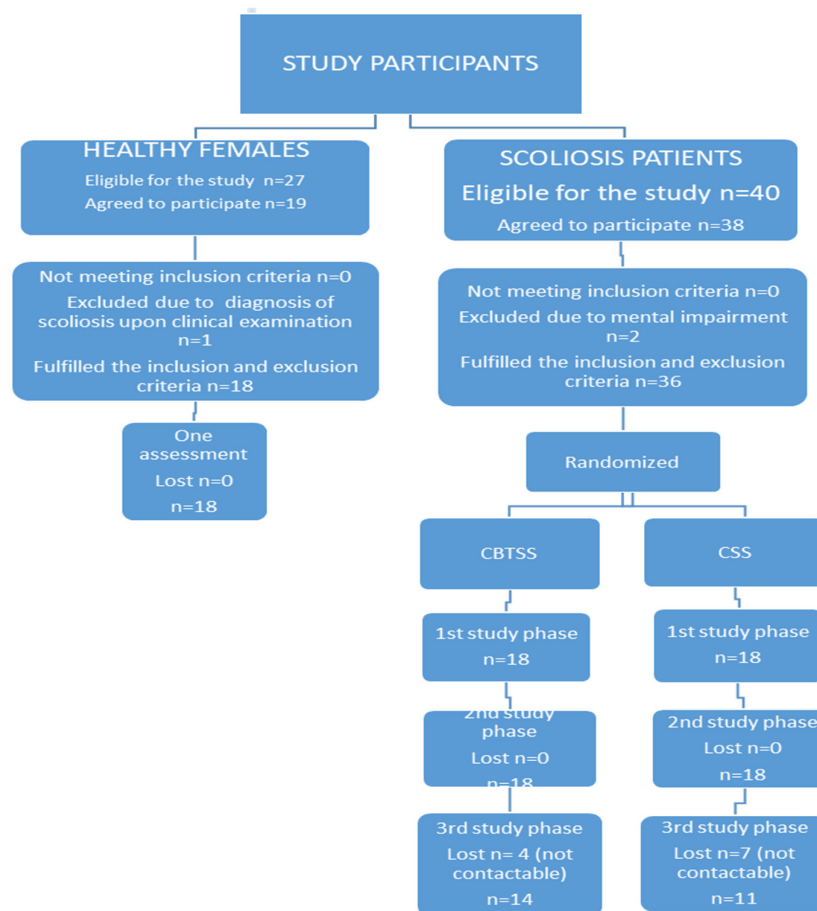 STUDY PARTICIPANTS
HEALTHY FEMALES
Eligible for the study n=27
Agreed to participate n=19
SCOLIOSIS PATIENTS
Eligible for the study n=40
Agreed to participate n=38
Not meeting inclusion criteria n=0
Excluded due to diagnosis of
scoliosis upon clinical examination
n=1
Fulfilled the inclusion and exclusion
criteria n=18
Not meeting inclusion criteria n=0
Excluded due to mental impairment
n=2
Fulfilled the inclusion and exclusion
criteria n=36
One
assessment
Lost n=0
n=18
Randomized
CBTSS
CSS
1st study phase
n=18
1st study phase
n=18
2nd study
phase
Lost n=0
n=18
2nd study phase
Lost n=0
n=18
3rd study phase
Lost n= 4 (not
contactable)
n=14
3rd study phase
Lost n=7 (not
contactable)
n=11